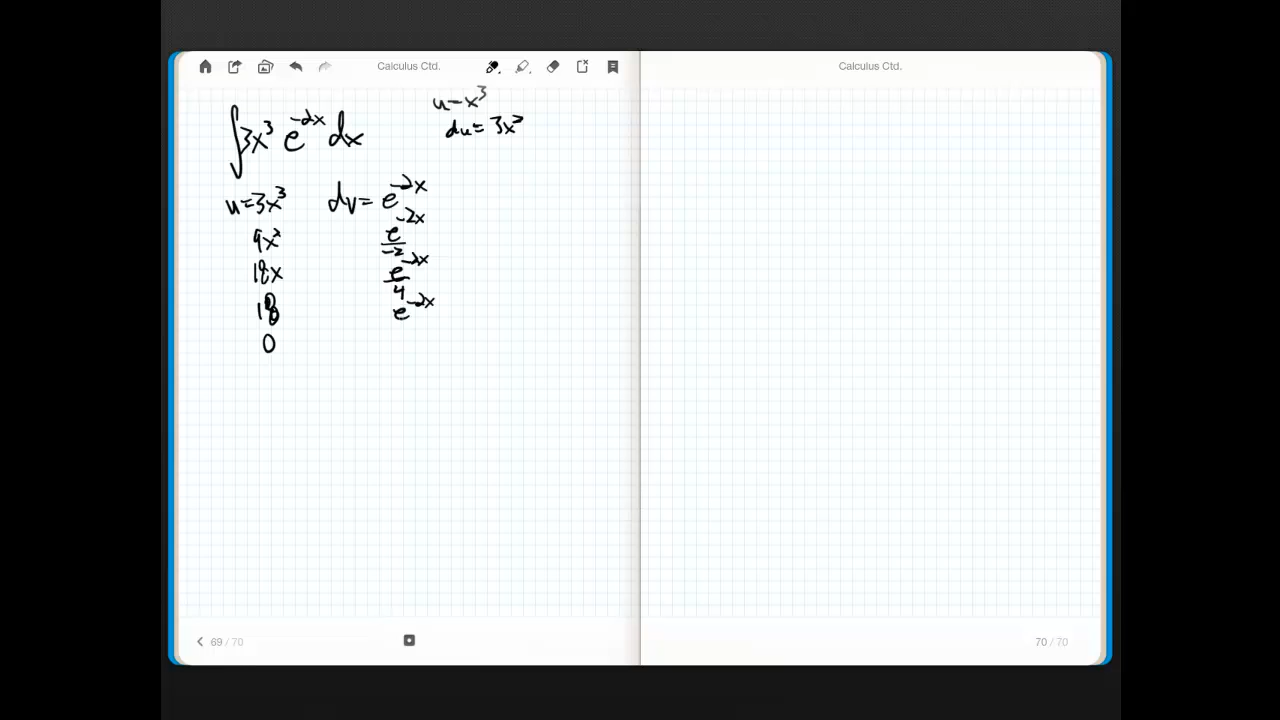 Calculus Ctd.
Calculus Ctd.
u=x³
∫3x³ e^{-2x} dx
du= 3x²
u=3x³ dv= e^{-2x}
9x² e^{-2x}/-2
18x e^{-2x}/4
18 e^{-2x}
0
69 / 70
70 / 70